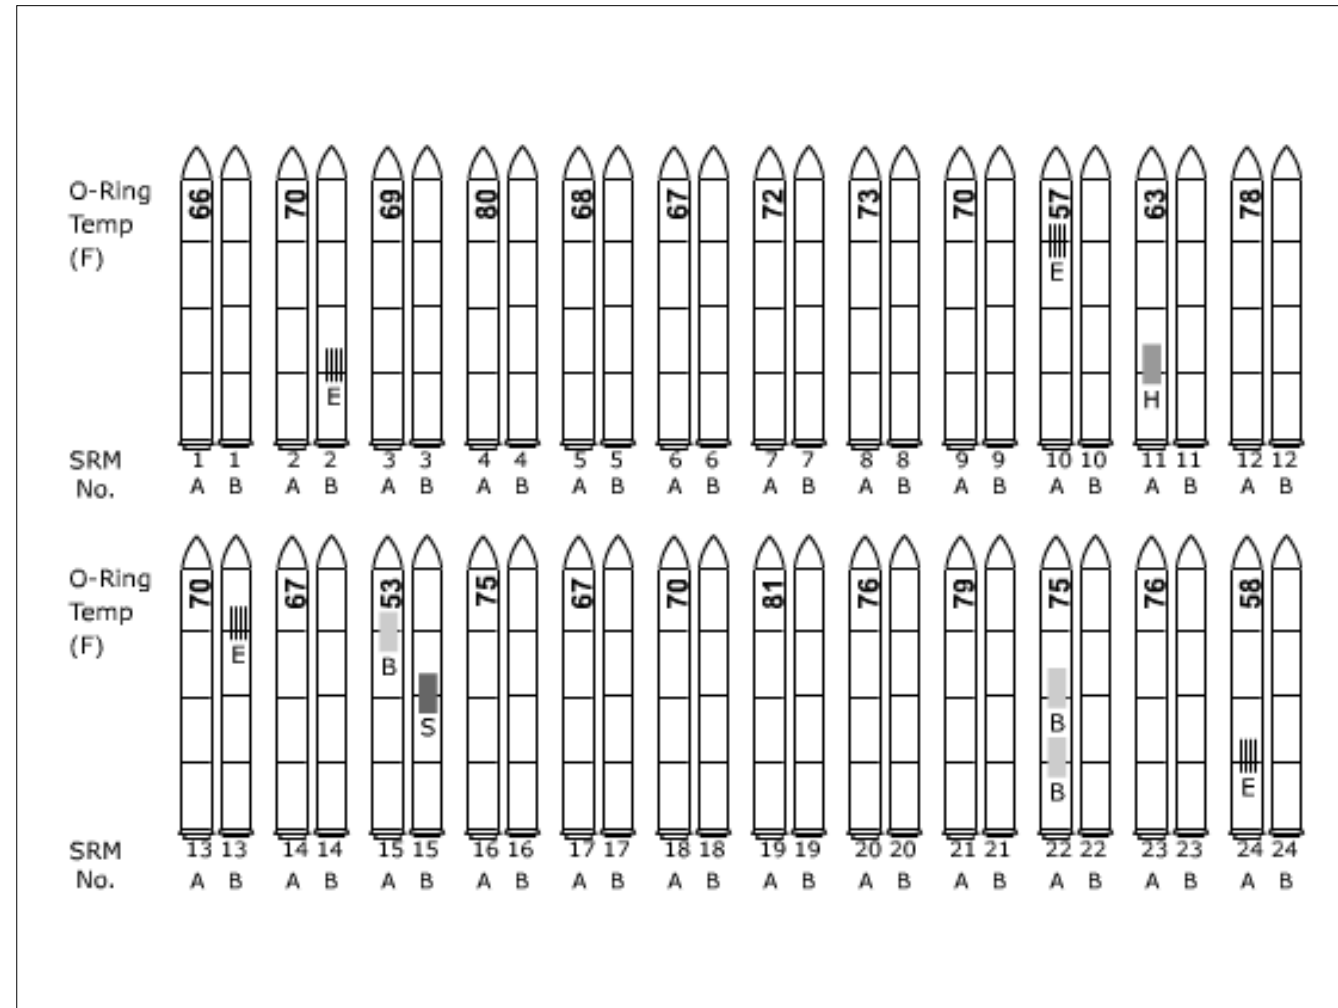 O-Ring
Temp
(F)
66 70 69 80 68 67 72 73 70 57 63 78
E
H
E
SRM 1 1 2 2 3 3 4 4 5 5 6 6 7 7 8 8 9 9 10 10 11 11 12 12
No. A B A B A B A B A B A B A B A B A B A B A B A B
O-Ring
Temp
(F)
70 67 53 75 67 70 81 76 79 75 76 58
E
B
S
B
E
B
SRM 13 13 14 14 15 15 16 16 17 17 18 18 19 19 20 20 21 21 22 22 23 23 24 24
No. A B A B A B A B A B A B A B A B A B A B A B A B